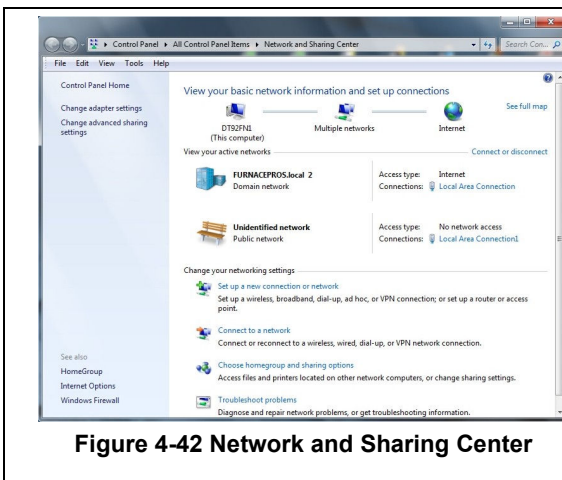 Control Panel ▸ All Control Panel Items ▸ Network and Sharing Center
Search Con...
File Edit View Tools Help
Control Panel Home
Change adapter settings
Change advanced sharing
settings
View your basic network information and set up connections
See full map
DT92FN1
(This computer)
Multiple networks
Internet
View your active networks
Connect or disconnect
FURNACEPROS.local 2
Domain network
Access type: Internet
Connections: Local Area Connection
Unidentified network
Public network
Access type: No network access
Connections: Local Area Connection1
Change your networking settings
Set up a new connection or network
Set up a wireless, broadband, dial-up, ad hoc, or VPN connection; or set up a router or access
point.
Connect to a network
Connect or reconnect to a wireless, wired, dial-up, or VPN network connection.
Choose homegroup and sharing options
Access files and printers located on other network computers, or change sharing settings.
Troubleshoot problems
Diagnose and repair network problems, or get troubleshooting information.
See also
HomeGroup
Internet Options
Windows Firewall
Figure 4-42 Network and Sharing Center